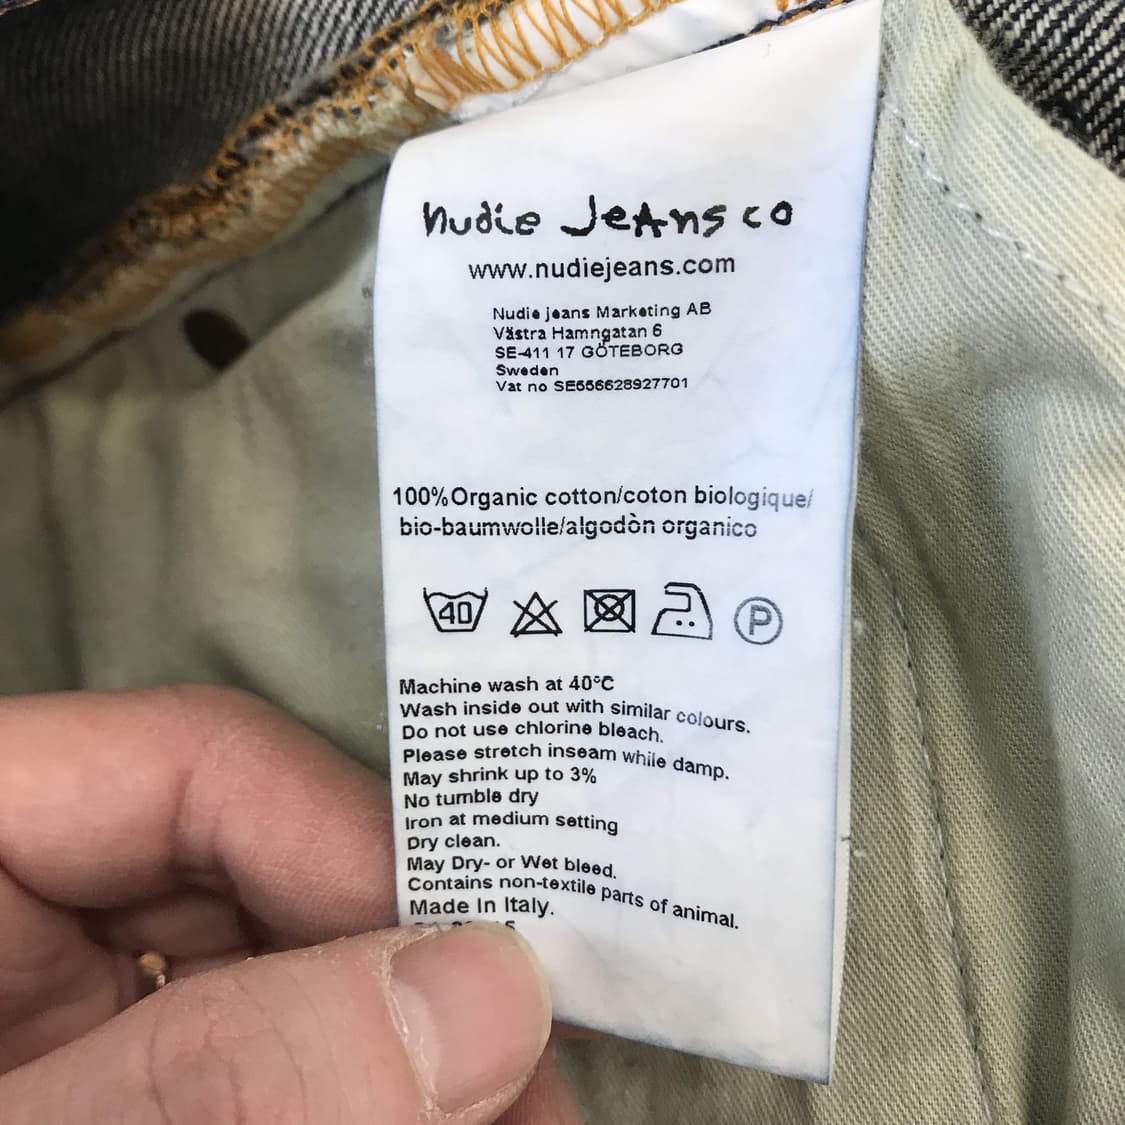 nudie Jeans co
www.nudiejeans.com
Nudie jeans Marketing AB
Västra Hamngatan 6
SE-411 17 GÖTEBORG
Sweden
Vat no SE556628927701
100%Organic cotton/coton biologique/
bio-baumwolle/algodòn organico
40 P
Machine wash at 40°C
Wash inside out with similar colours.
Do not use chlorine bleach.
Please stretch inseam while damp.
May shrink up to 3%
No tumble dry
Iron at medium setting
Dry clean.
May Dry- or Wet bleed.
Contains non-textile parts of animal.
Made In Italy.